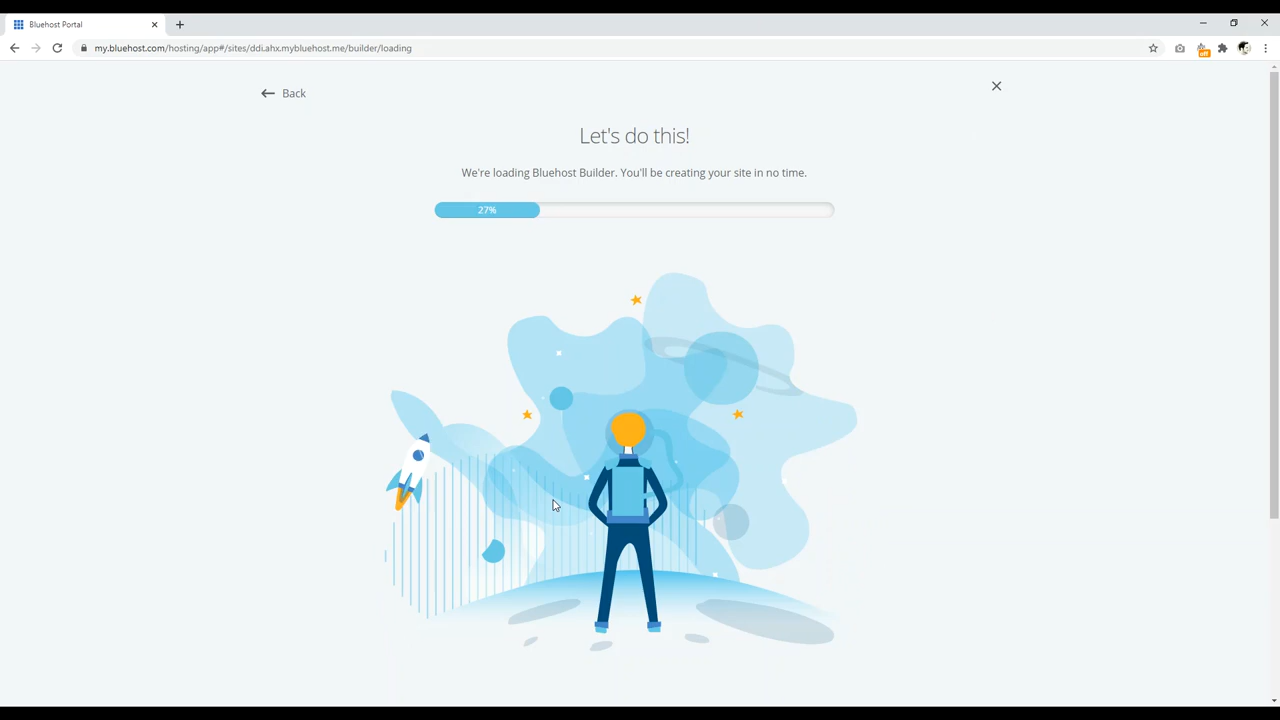 Bluehost Portal
my.bluehost.com/hosting/app#/sites/ddi.ahx.mybluehost.me/builder/loading
off
Back
Let's do this!
We're loading Bluehost Builder. You'll be creating your site in no time.
27%